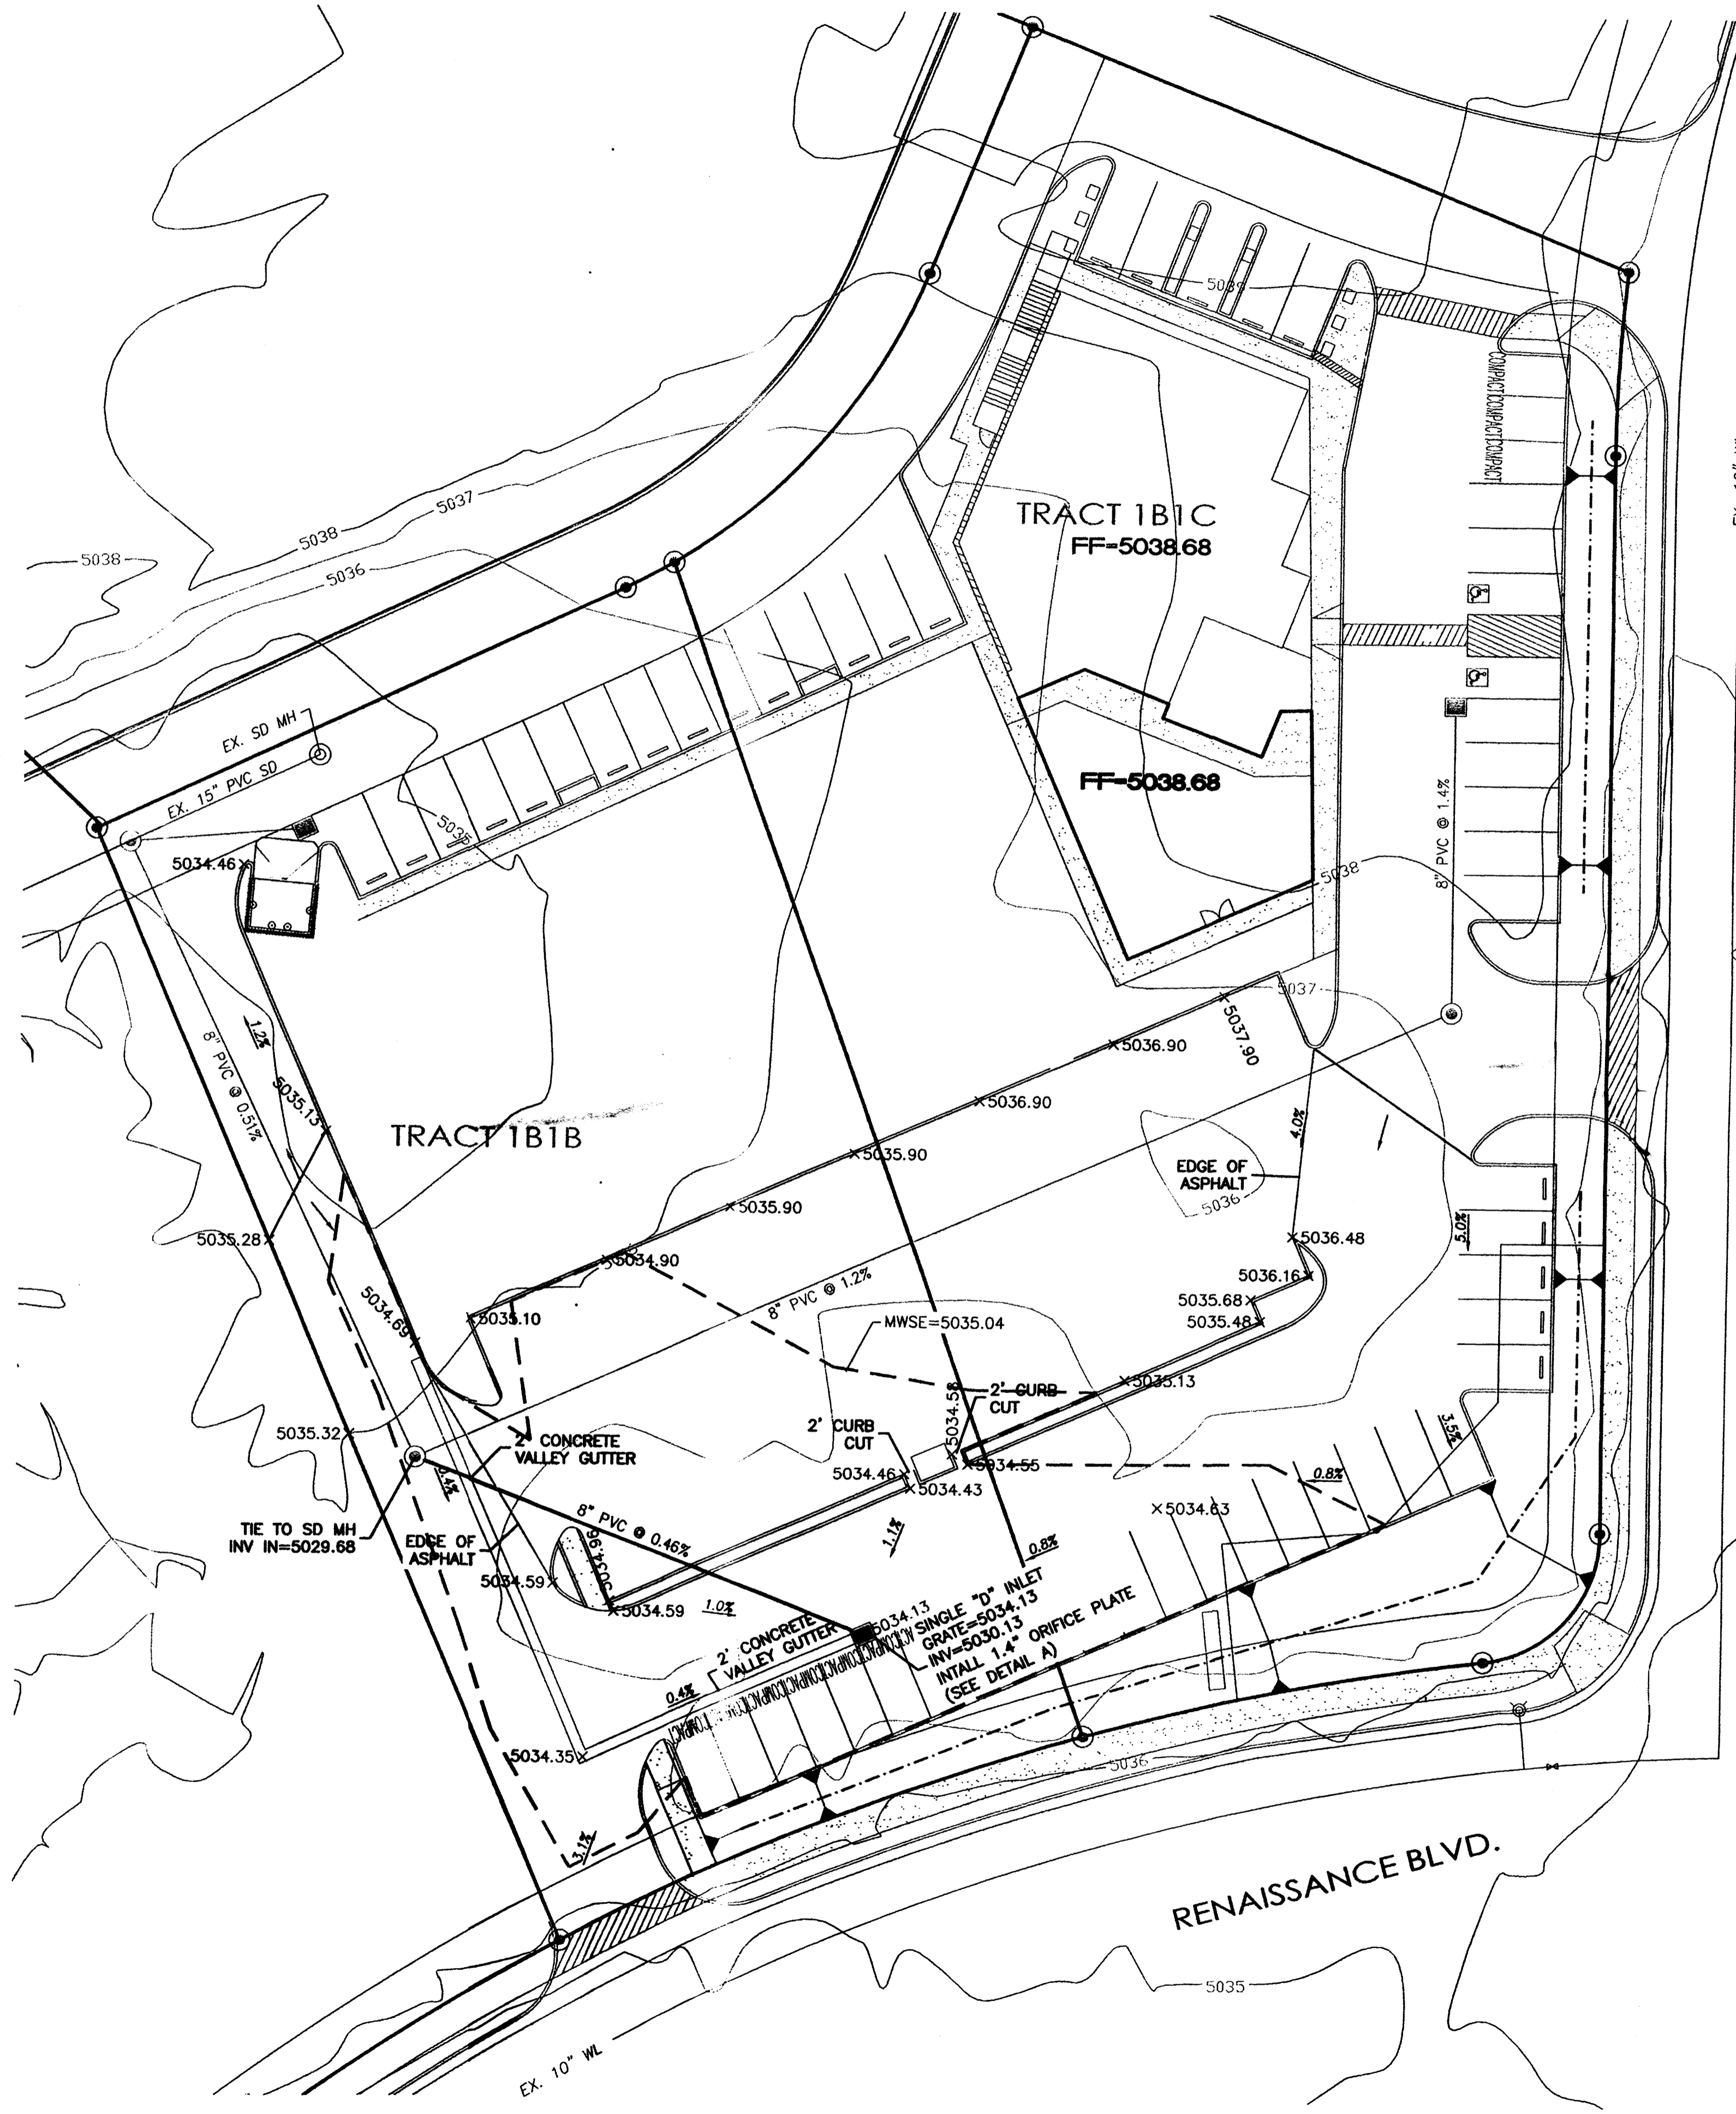 5039
COMPACT
COMPACT
COMPACT
TRACT 1B1C
FF=5038.68
5037
5038
5038
5036
EX. SD MH
EX. 15" PVC SD
FF=5038.68
8" PVC @ 1.4%
5035
5034.46
5038
5037
5037.90
5036.90
5036.90
1.2%
8" PVC @ 0.51%
5035.13
TRACT 1B1B
5035.90
4.0%
EDGE OF
ASPHALT
5036
5035.90
5035.28
5.0%
5036.48
5034.90
5036.16
8" PVC @ 1.2%
5035.68
5035.48
5034.69
5035.10
MWSE=5035.04
5035.13
5034.58
2' CURB
CUT
2' CURB
CUT
3.5%
5035.32
2' CONCRETE
VALLEY GUTTER
0.4%
5034.46
5034.55
0.8%
5034.43
5034.63
8" PVC @ 0.46%
TIE TO SD MH
INV IN=5029.68
EDGE OF
ASPHALT
1.1%
0.8%
5034.96
5034.59
5034.59
1.0%
5034.13
SINGLE "D" INLET
GRATE=5034.13
INV=5030.13
INTALL 1.4" ORIFICE PLATE
(SEE DETAIL A)
2' CONCRETE
VALLEY GUTTER
0.4%
COMPACT
COMPACT
COMPACT
COMPACT
5034.35
5036
3.1%
RENAISSANCE BLVD.
5035
EX. 10" WL